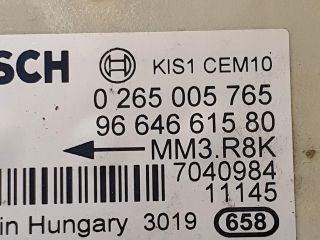 SCH KIS1 CEM10
0 265 005 765
96 646 615 80
MM3.R8K
7040984
11145
in Hungary 3019 658